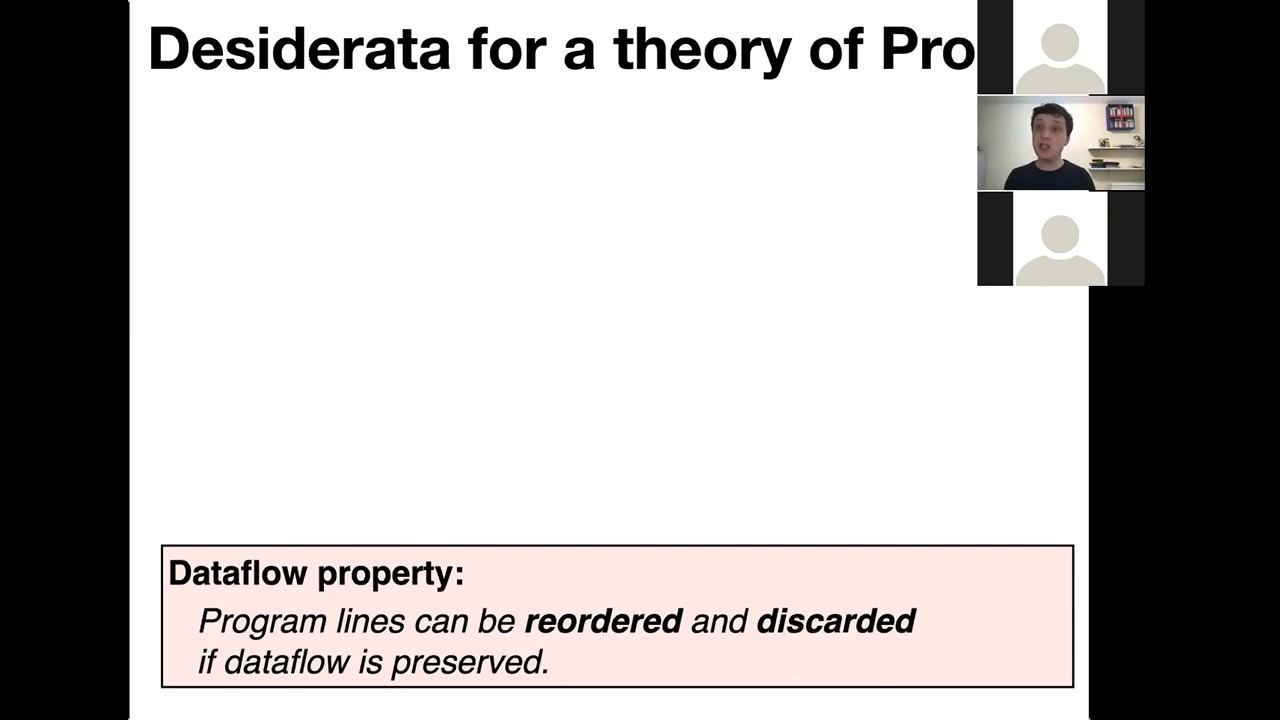 Desiderata for a theory of Pro
Dataflow property:
Program lines can be reordered and discarded
if dataflow is preserved.